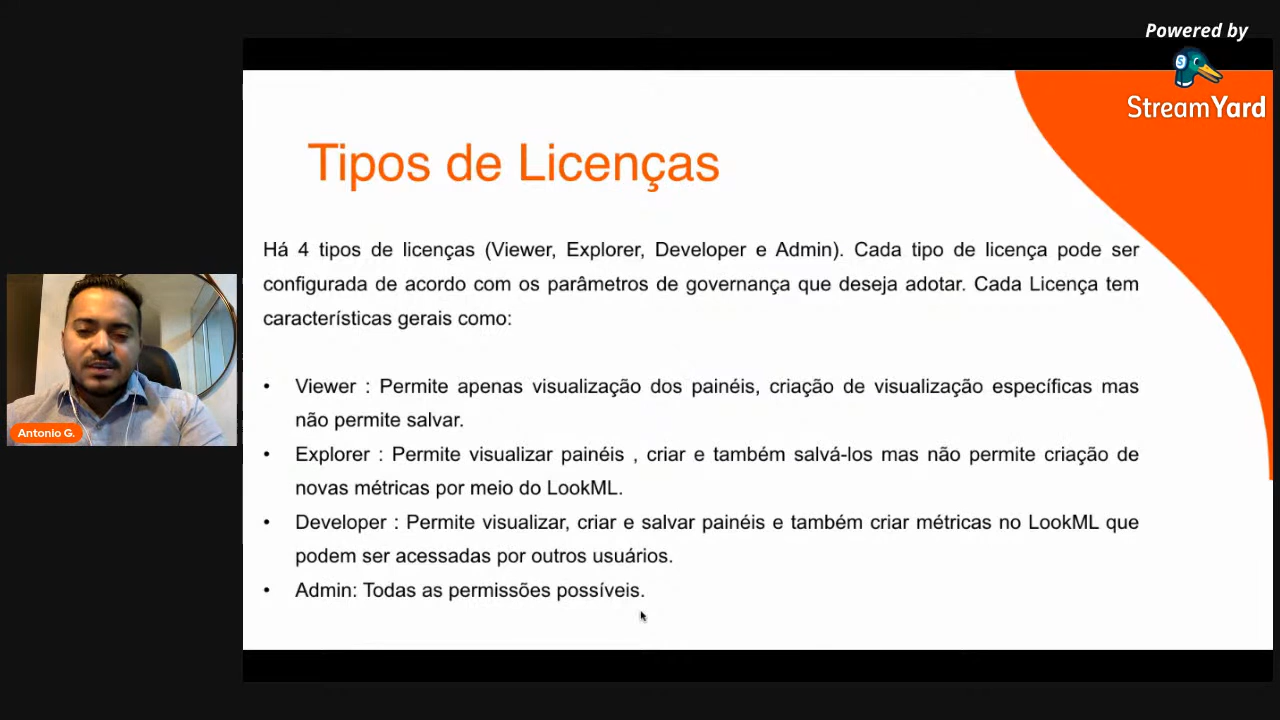 Powered by
StreamYard
Tipos de Licenças
Há 4 tipos de licenças (Viewer, Explorer, Developer e Admin). Cada tipo de licença pode ser
configurada de acordo com os parâmetros de governança que deseja adotar. Cada Licença tem
características gerais como:
• Viewer : Permite apenas visualização dos painéis, criação de visualização específicas mas
não permite salvar.
• Explorer : Permite visualizar painéis , criar e também salvá-los mas não permite criação de
novas métricas por meio do LookML.
• Developer : Permite visualizar, criar e salvar painéis e também criar métricas no LookML que
podem ser acessadas por outros usuários.
• Admin: Todas as permissões possíveis.
Antonio G.